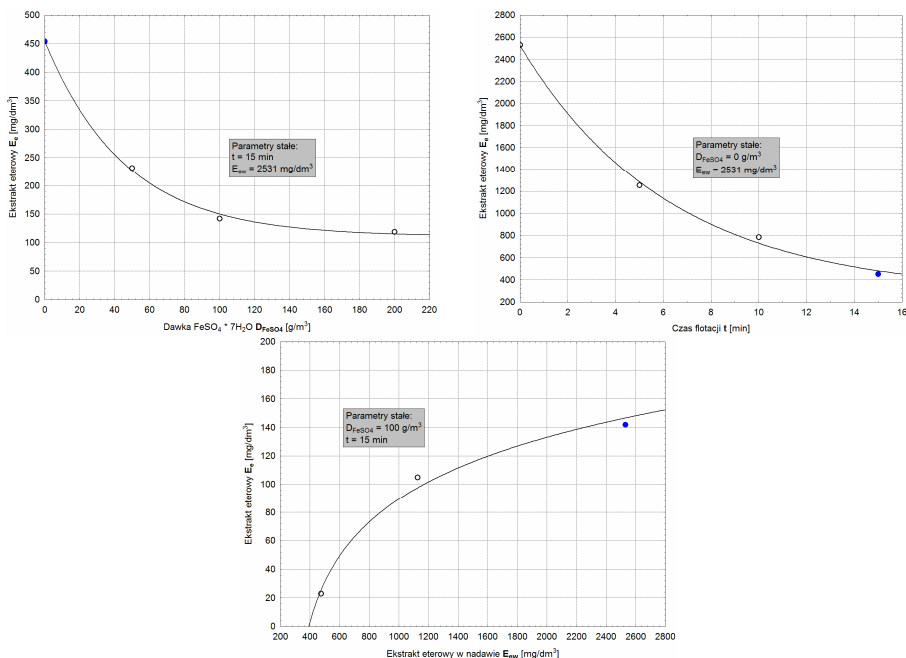 500
450
400
350
300
250
200
150
100
50
0
Ekstrakt eterowy Ee [mg/dm³]
Parametry stałe:
t = 15 min
Eew = 2531 mg/dm³
0 20 40 60 80 100 120 140 160 180 200 220
Dawka FeSO4 * 7H2O DFeSO4 [g/m³]
2800
2600
2400
2200
2000
1800
1600
1400
1200
1000
800
600
400
200
Ekstrakt eterowy Ee [mg/dm³]
Parametry stałe:
DFeSO4 = 0 g/m³
Eew = 2531 mg/dm³
0 2 4 6 8 10 12 14 16
Czas flotacji t [min]
200
180
160
140
120
100
80
60
40
20
0
Ekstrakt eterowy Ee [mg/dm³]
Parametry stałe:
DFeSO4 = 100 g/m³
t = 15 min
200 400 600 800 1000 1200 1400 1600 1800 2000 2200 2400 2600 2800
Ekstrakt eterowy w nadawie Eew [mg/dm³]